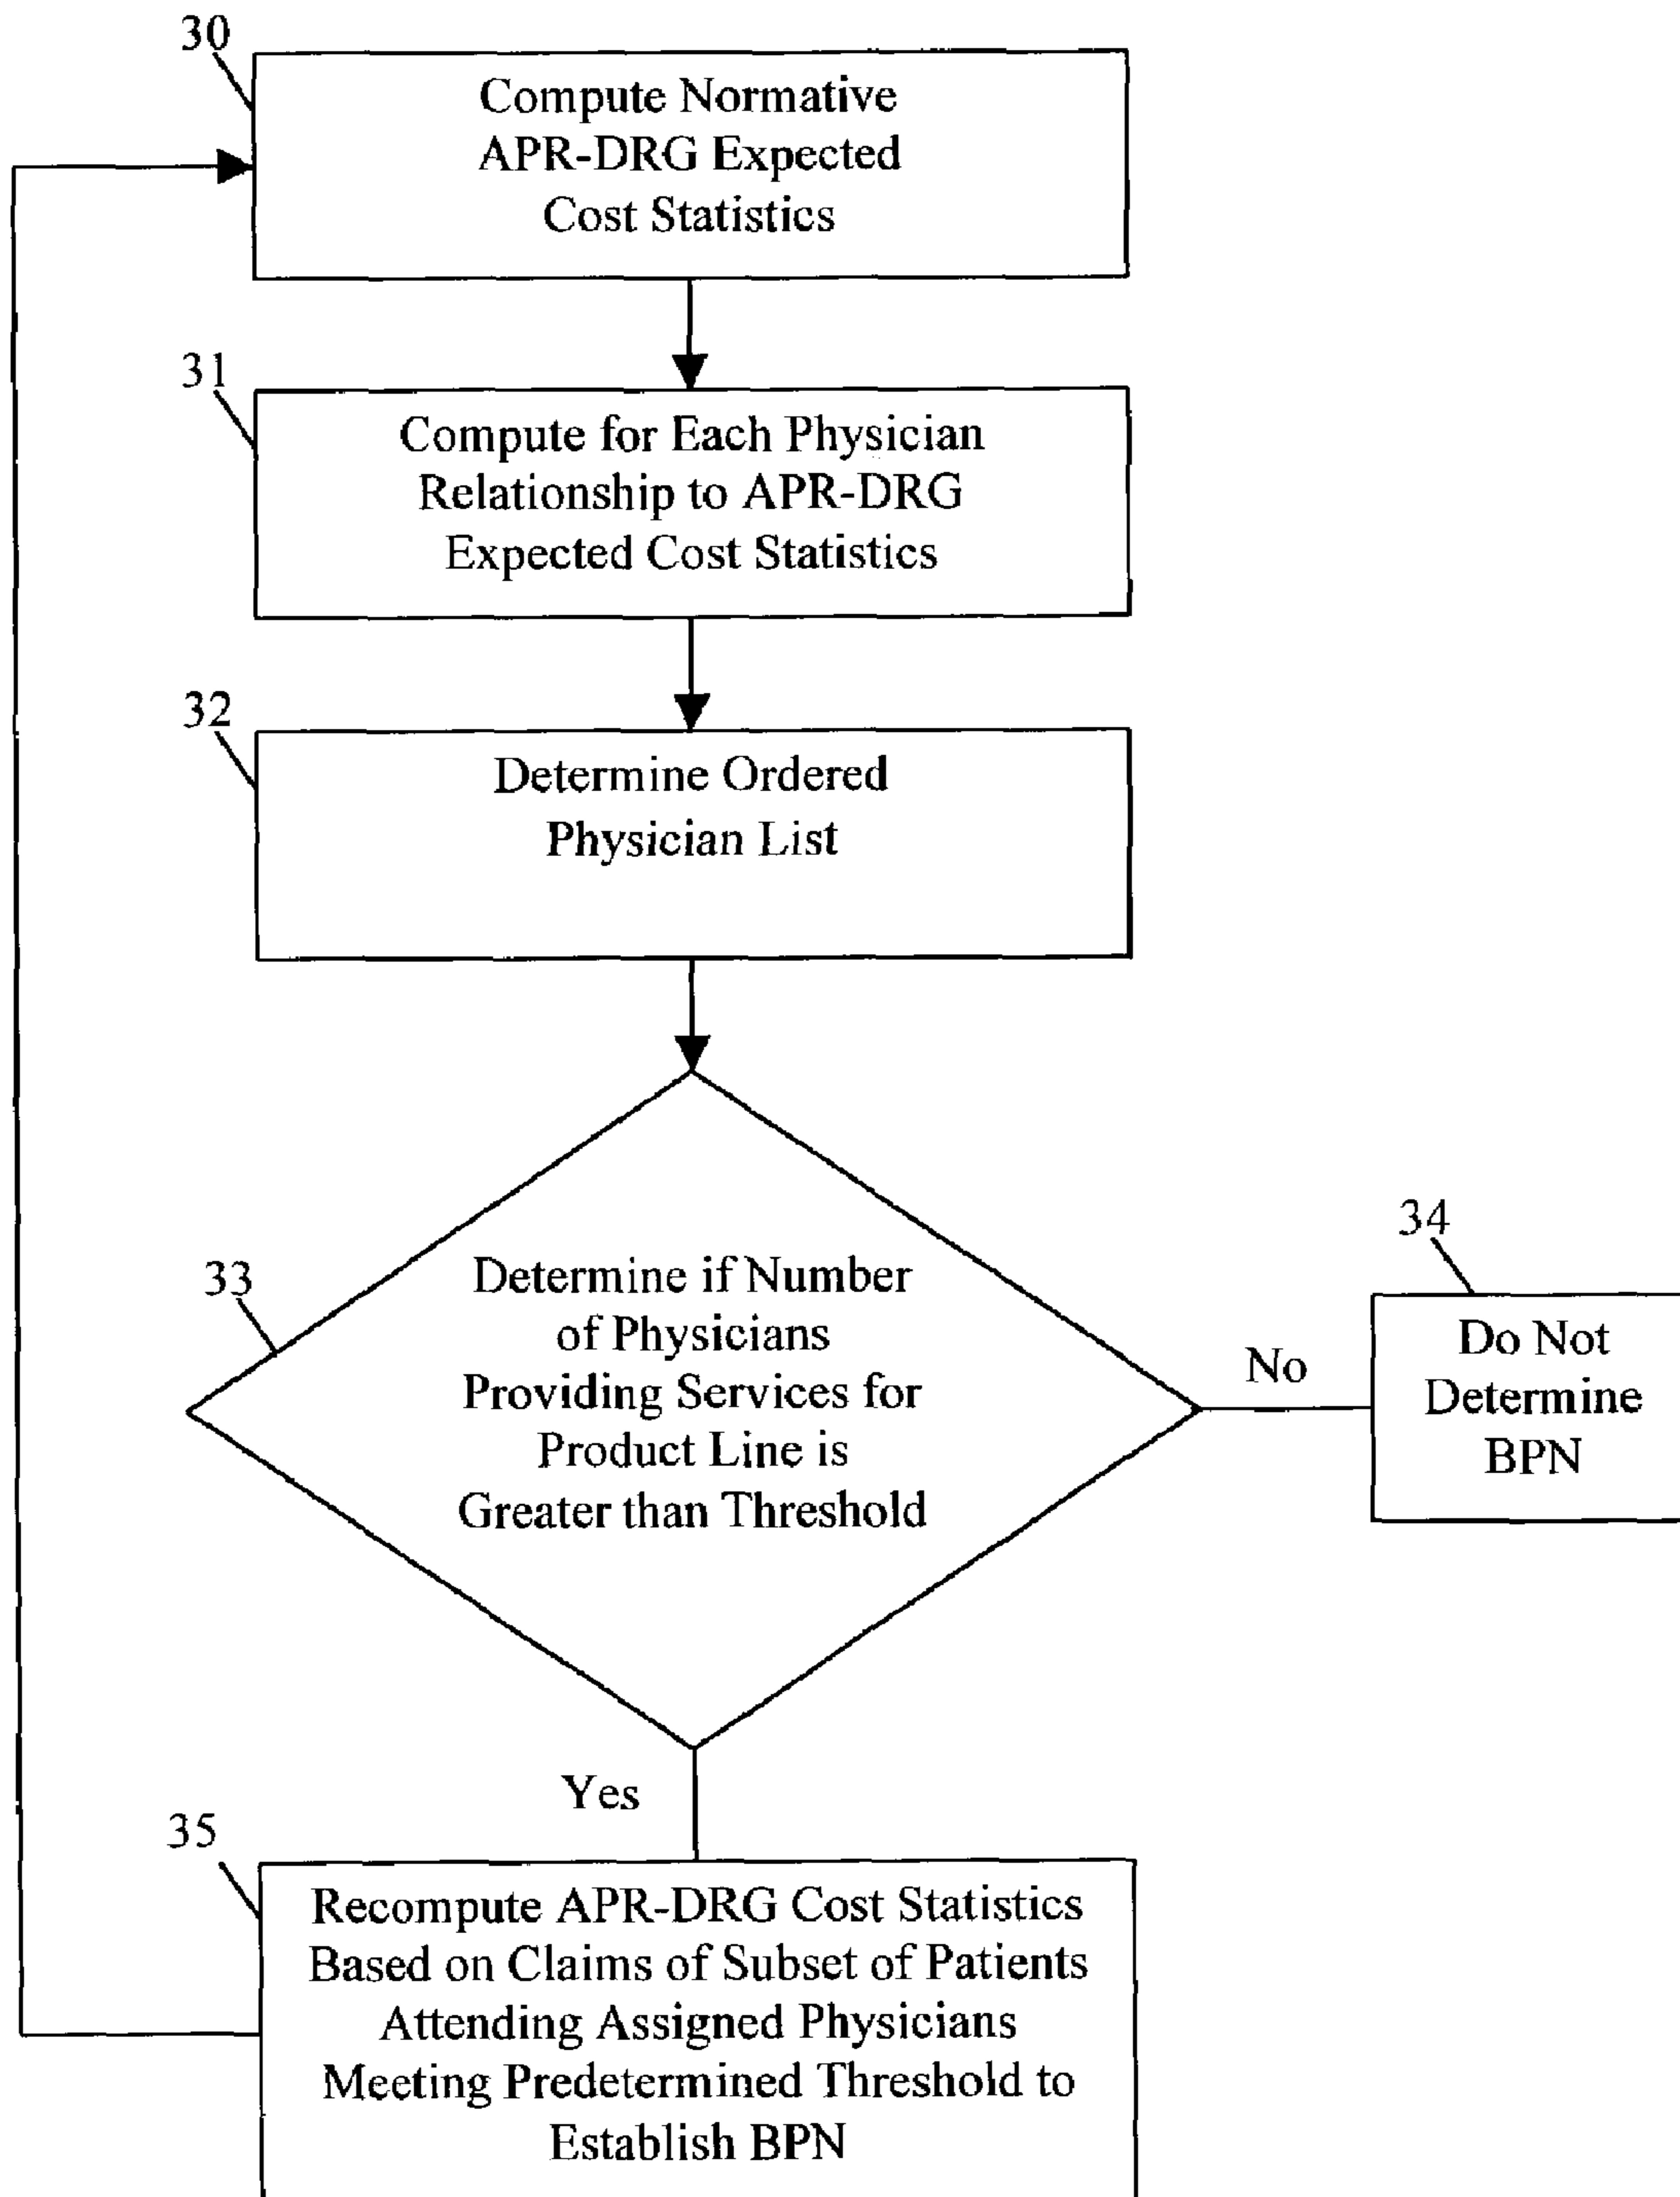 30
Compute Normative
APR-DRG Expected
Cost Statistics
31
Compute for Each Physician
Relationship to APR-DRG
Expected Cost Statistics
32
Determine Ordered
Physician List
33
Determine if Number
of Physicians
Providing Services for
Product Line is
Greater than Threshold
No
34
Do Not
Determine
BPN
Yes
35
Recompute APR-DRG Cost Statistics
Based on Claims of Subset of Patients
Attending Assigned Physicians
Meeting Predetermined Threshold to
Establish BPN